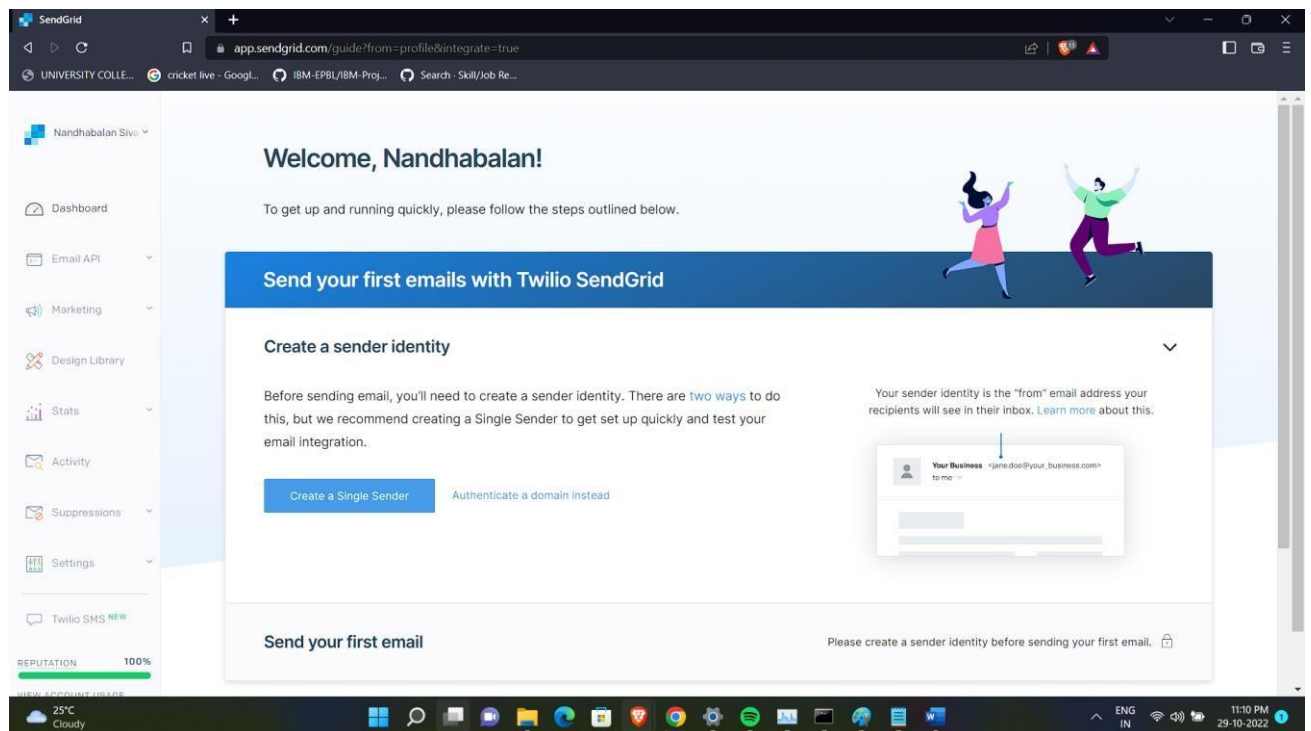 SendGrid
app.sendgrid.com/guide?from=profile&integrate=true
UNIVERSITY COLLE...
cricket live - Googl...
IBM-EPBL/IBM-Proj...
Search · Skill/Job Re...
Nandhabalan Siva
Dashboard
Email API
Marketing
Design Library
Stats
Activity
Suppressions
Settings
Twilio SMS NEW
REPUTATION 100%
VIEW ACCOUNT USAGE
Welcome, Nandhabalan!
To get up and running quickly, please follow the steps outlined below.
Send your first emails with Twilio SendGrid
Create a sender identity
Before sending email, you'll need to create a sender identity. There are two ways to do
this, but we recommend creating a Single Sender to get set up quickly and test your
email integration.
Create a Single Sender
Authenticate a domain instead
Your sender identity is the "from" email address your
recipients will see in their inbox. Learn more about this.
Your Business <jane.doe@your_business.com>
to me
Send your first email
Please create a sender identity before sending your first email.
25°C
Cloudy
ENG
IN
11:10 PM
29-10-2022
1